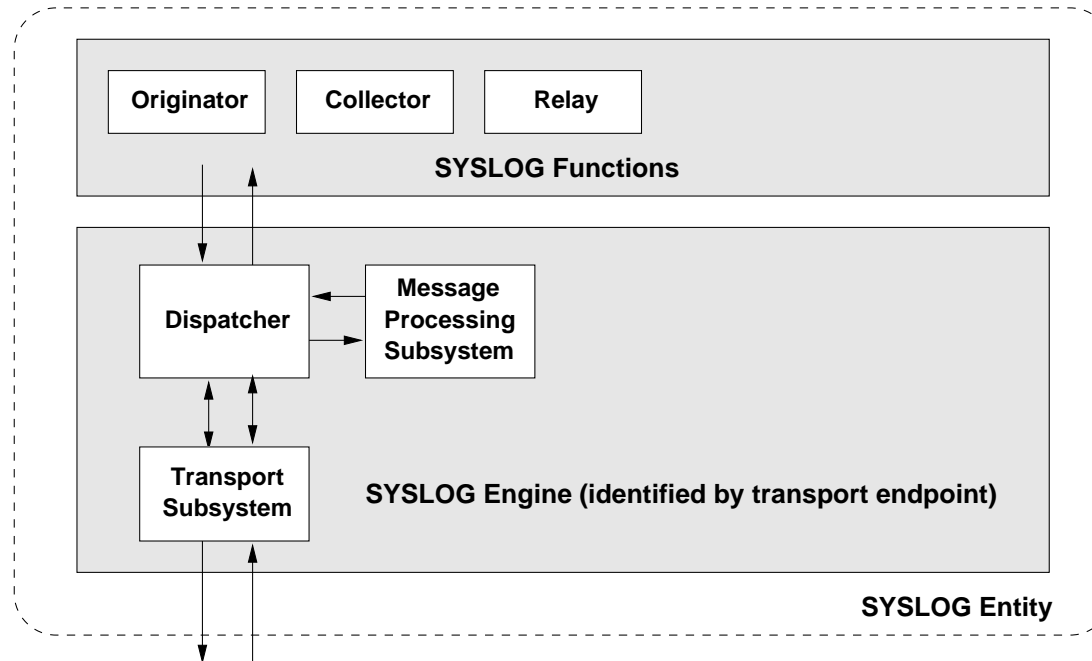 Originator
Collector
Relay
SYSLOG Functions
Dispatcher
Message
Processing
Subsystem
Transport
Subsystem
SYSLOG Engine (identified by transport endpoint)
SYSLOG Entity